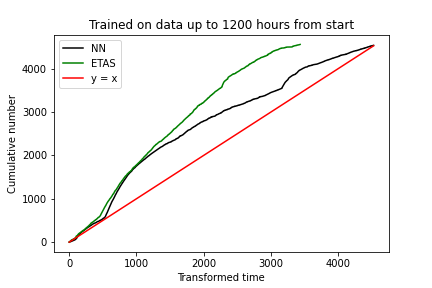 Trained on data up to 1200 hours from start
NN
ETAS
y = x
Cumulative number
4000
3000
2000
1000
0
0
1000
2000
3000
4000
Transformed time